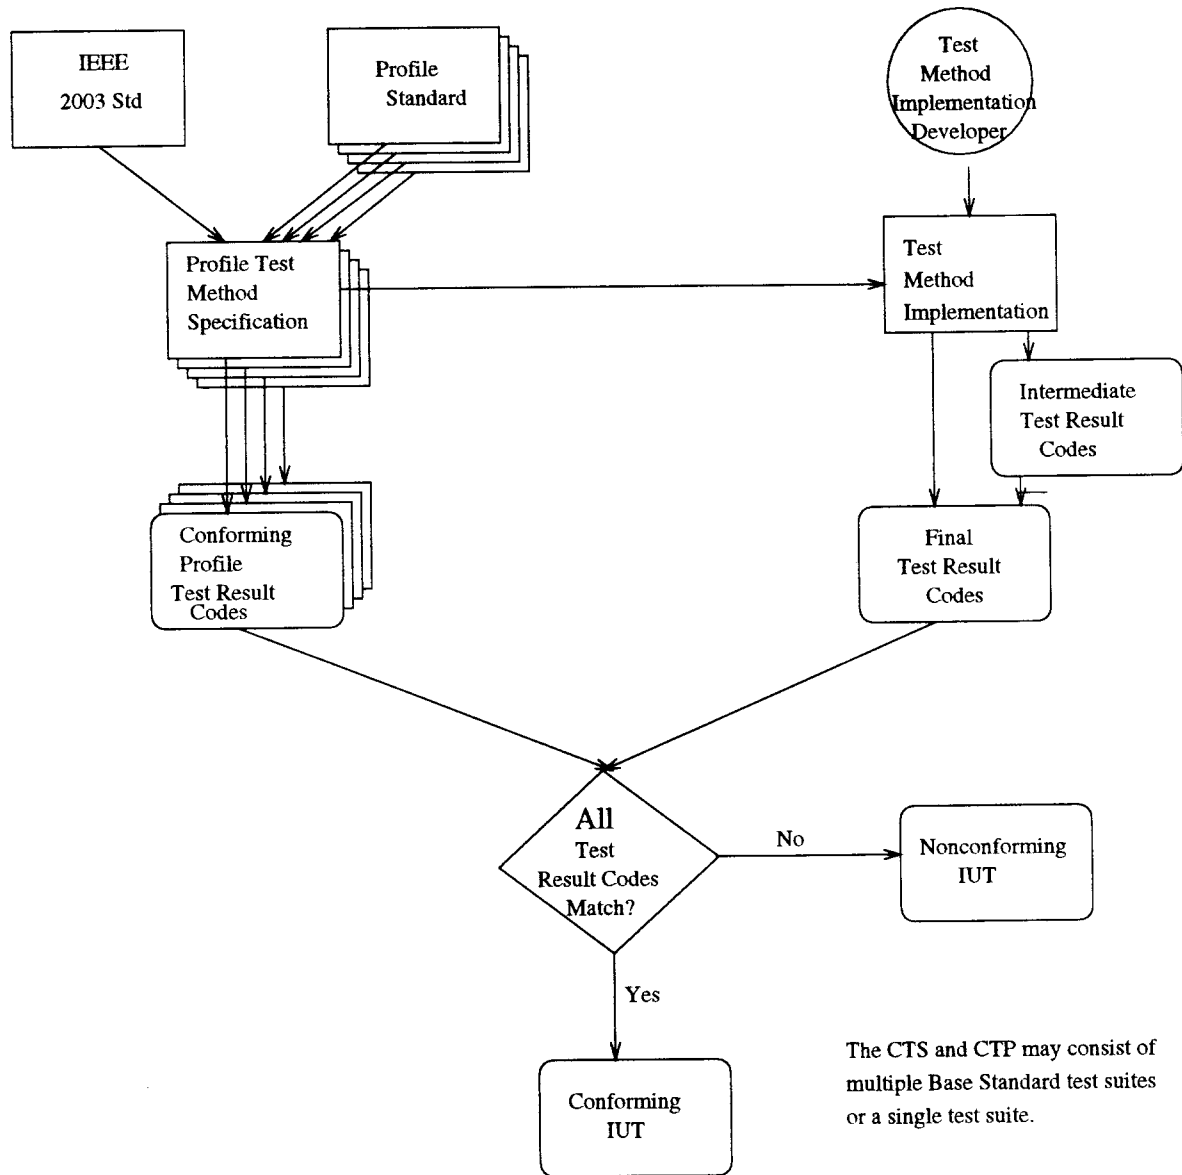 IEEE
2003 Std
Profile
Standard
Test
Method
Implementation
Developer
Profile Test
Method
Specification
Test
Method
Implementation
Intermediate
Test Result
Codes
Conforming
Profile
Test Result
Codes
Final
Test Result
Codes
All
Test
Result Codes
Match?
No
Nonconforming
IUT
Yes
Conforming
IUT
The CTS and CTP may consist of
multiple Base Standard test suites
or a single test suite.